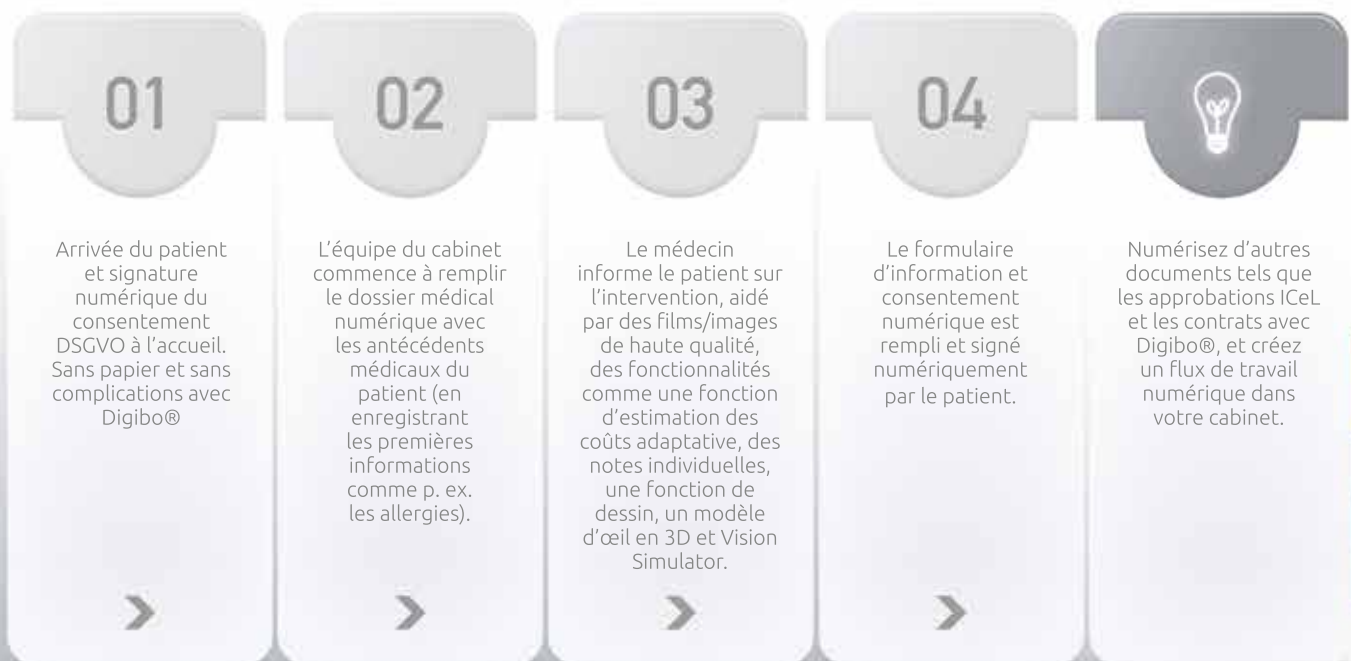 01
Arrivée du patient
et signature
numérique du
consentement
DSGVO à l’accueil.
Sans papier et sans
complications avec
Digibo®
02
L’équipe du cabinet
commence à remplir
le dossier médical
numérique avec
les antécédents
médicaux du
patient (en
enregistrant
les premières
informations
comme p. ex.
les allergies).
03
Le médecin
informe le patient sur
l’intervention, aidé
par des films/images
de haute qualité,
des fonctionnalités
comme une fonction
d’estimation des
coûts adaptative, des
notes individuelles,
une fonction de
dessin, un modèle
d’œil en 3D et Vision
Simulator.
04
Le formulaire
d’information et
consentement
numérique est
rempli et signé
numériquement
par le patient.
Numérisez d’autres
documents tels que
les approbations ICeL
et les contrats avec
Digibo®, et créez
un flux de travail
numérique dans
votre cabinet.